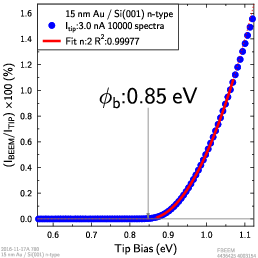 15 nm Au / Si(001) n-type
I_tip:3.0 nA 10000 spectra
Fit n:2 R²:0.99977
ϕ_b:0.85 eV
(I_BEEM/I_TIP) ×100 (%)
1.6
1.4
1.2
1.0
0.8
0.6
0.4
0.2
0.0
0.6 0.7 0.8 0.9 1.0 1.1
Tip Bias (eV)
15 nm Au / Si(001) n-type